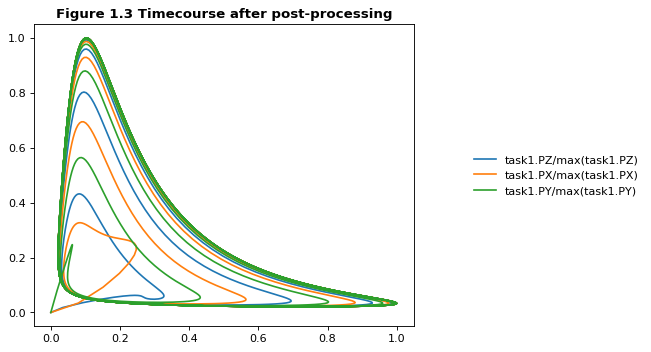 Figure 1.3 Timecourse after post-processing
1.0
0.8
0.6
0.4
0.2
0.0
0.0 0.2 0.4 0.6 0.8 1.0
task1.PZ/max(task1.PZ)
task1.PX/max(task1.PX)
task1.PY/max(task1.PY)